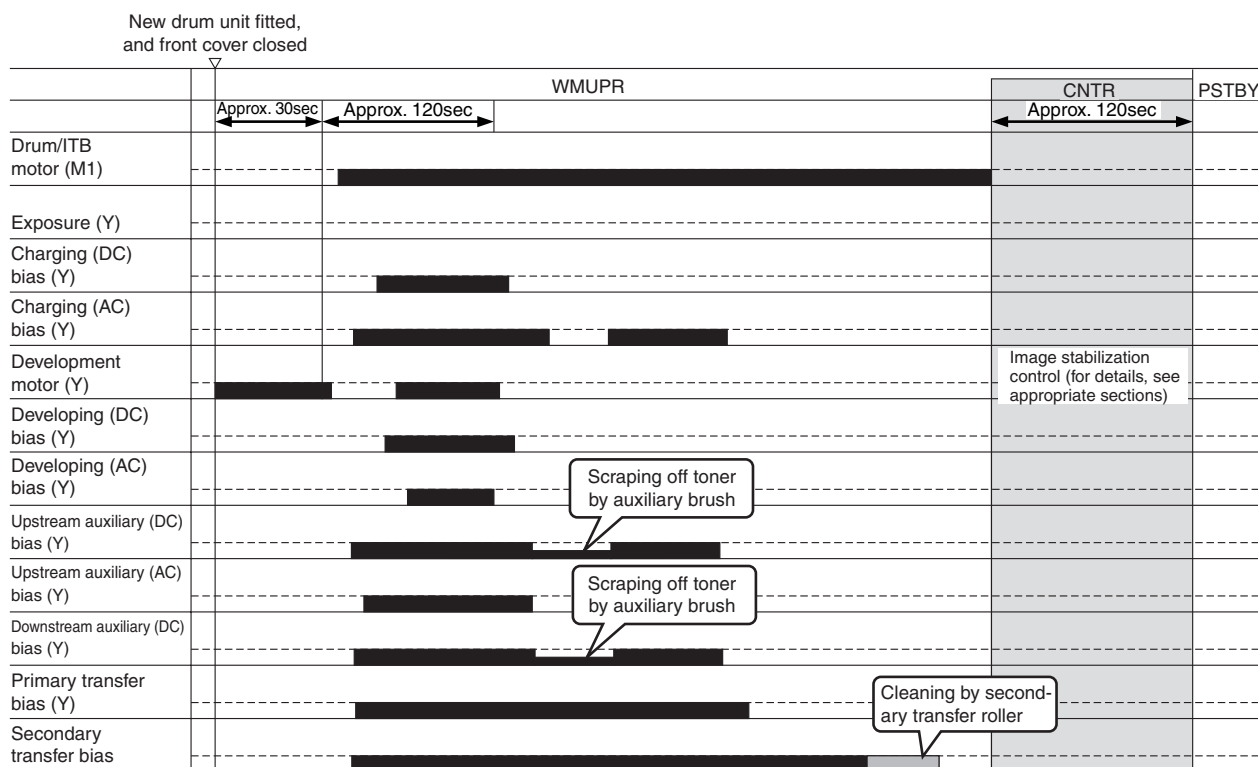 New drum unit fitted,
and front cover closed
WMUPR
CNTR
PSTBY
Approx. 30sec
Approx. 120sec
Approx. 120sec
Drum/ITB
motor (M1)
Exposure (Y)
Charging (DC)
bias (Y)
Charging (AC)
bias (Y)
Development
motor (Y)
Image stabilization
control (for details, see
appropriate sections)
Developing (DC)
bias (Y)
Developing (AC)
bias (Y)
Scraping off toner
by auxiliary brush
Upstream auxiliary (DC)
bias (Y)
Upstream auxiliary (AC)
bias (Y)
Scraping off toner
by auxiliary brush
Downstream auxiliary (DC)
bias (Y)
Primary transfer
bias (Y)
Cleaning by second-
ary transfer roller
Secondary
transfer bias